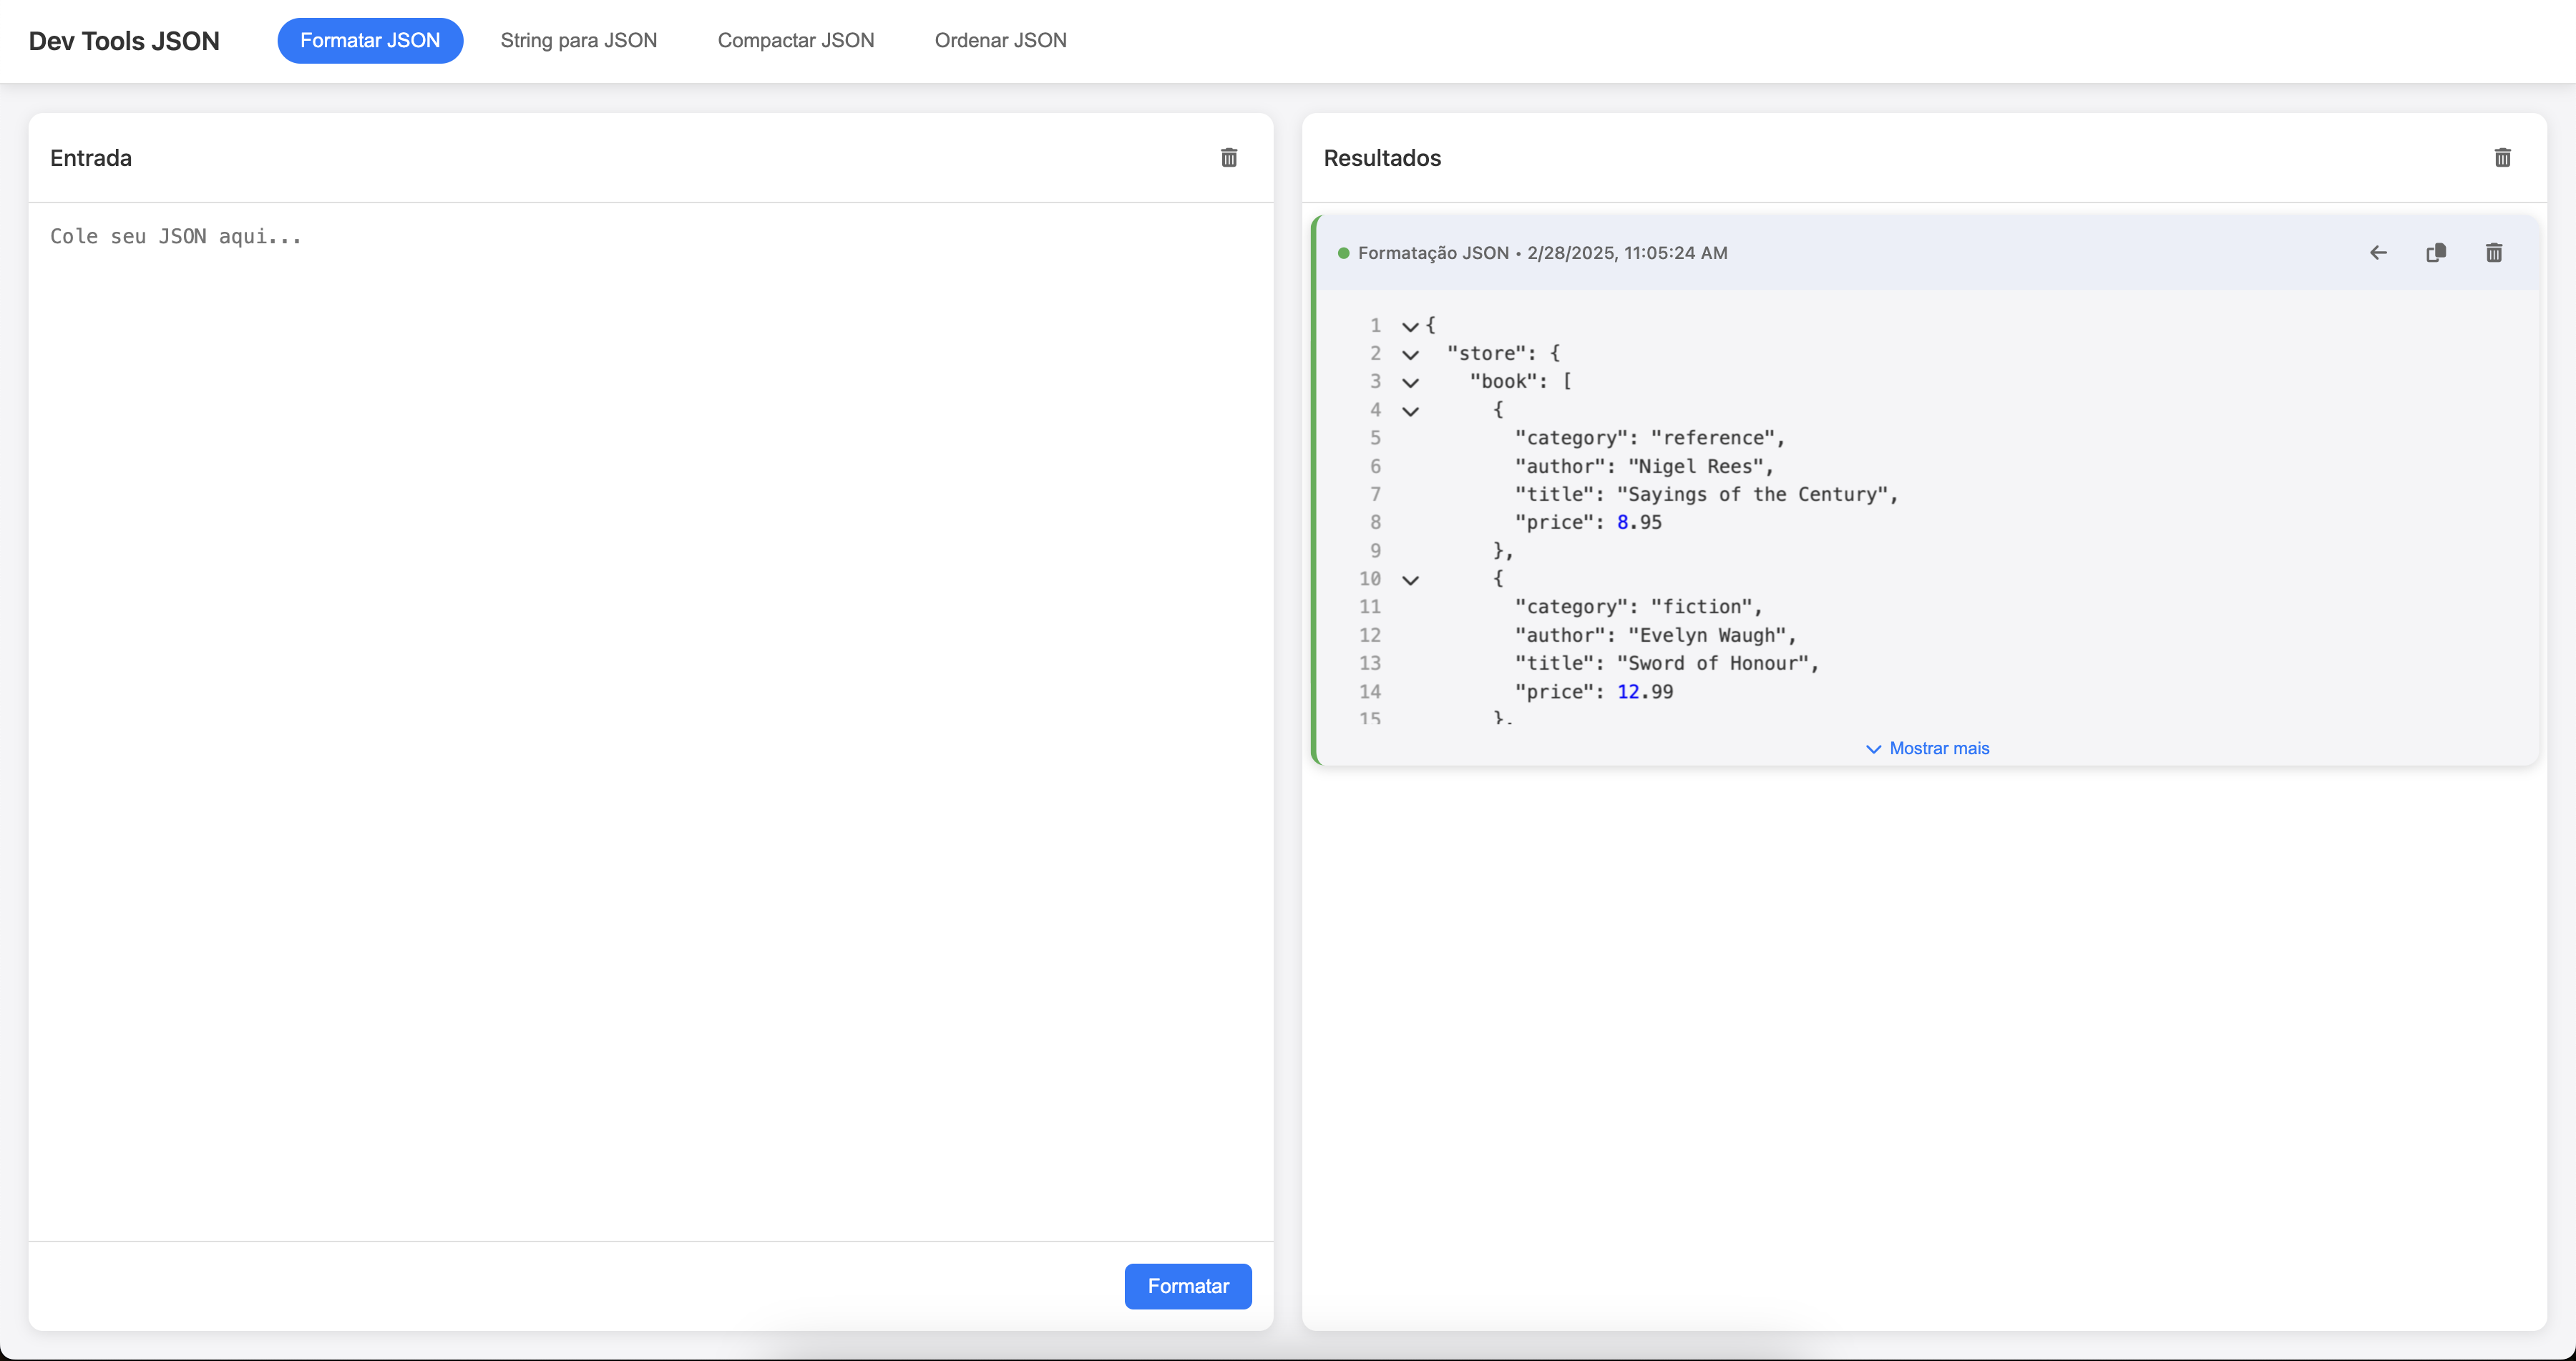 Dev Tools JSON
Formatar JSON
String para JSON
Compactar JSON
Ordenar JSON
Entrada
Cole seu JSON aqui...
Formatar
Resultados
Formatação JSON • 2/28/2025, 11:05:24 AM
1 {
2 "store": {
3 "book": [
4 {
5 "category": "reference",
6 "author": "Nigel Rees",
7 "title": "Sayings of the Century",
8 "price": 8.95
9 },
10 {
11 "category": "fiction",
12 "author": "Evelyn Waugh",
13 "title": "Sword of Honour",
14 "price": 12.99
15 },
Mostrar mais